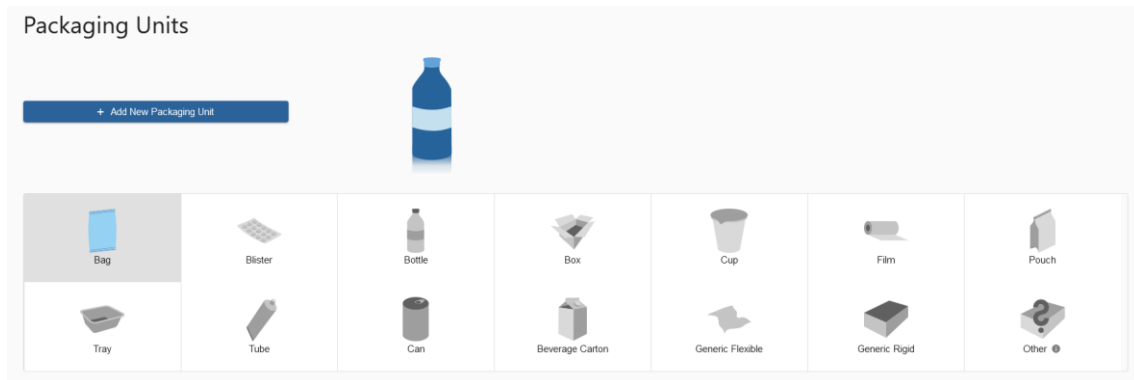 Packaging Units
+ Add New Packaging Unit
Bag Blister Bottle Box Cup Film Pouch
Tray Tube Can Beverage Carton Generic Flexible Generic Rigid Other